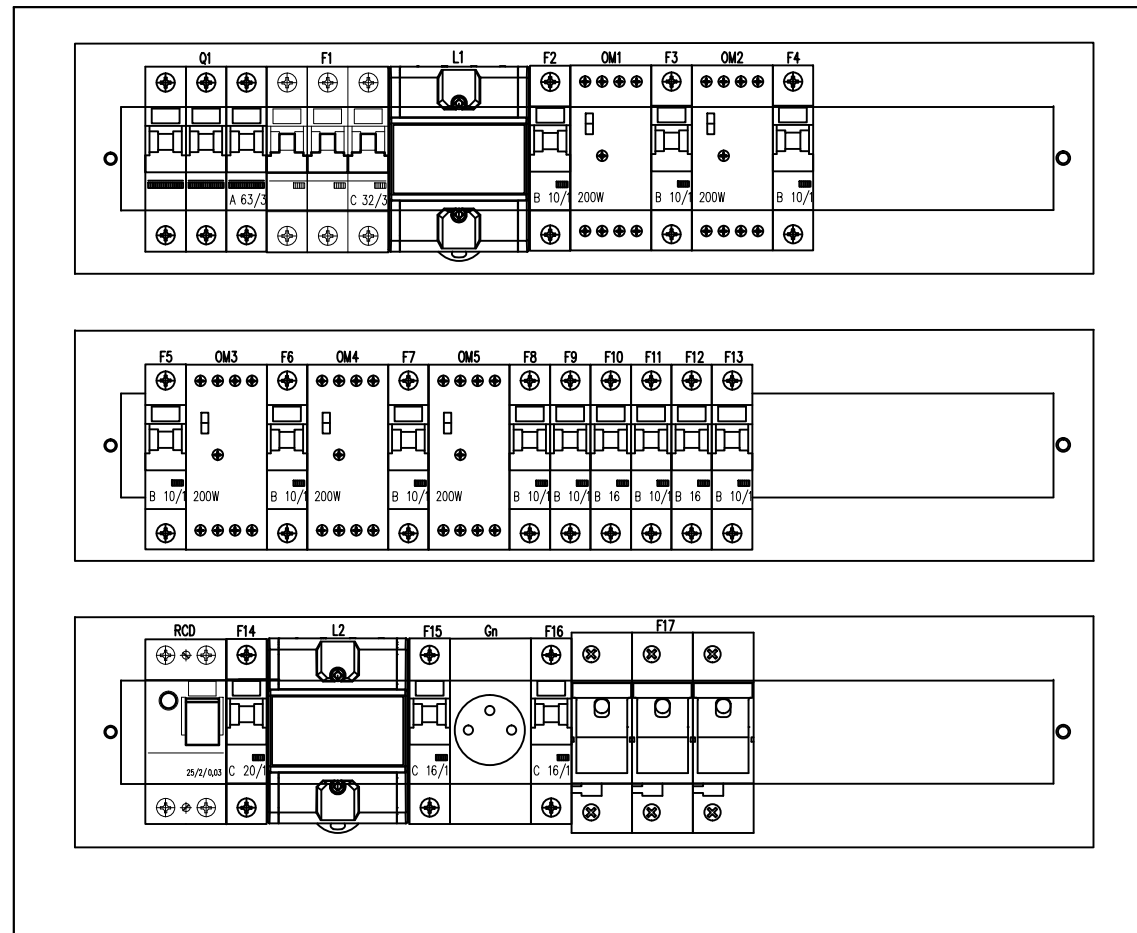 Q1 F1 L1 F2 OM1 F3 OM2 F4
A 63/3 C 32/3 B 10/1 200W B 10/1 200W B 10/1
F5 OM3 F6 OM4 F7 OM5 F8 F9 F10 F11 F12 F13
B 10/1 200W B 10/1 200W B 10/1 200W B 10/1 B 10/1 B 16 B 10/1 B 16 B 10/1
RCD F14 L2 F15 Gn F16 F17
25/2/0,03 C 20/1 C 16/1 C 16/1